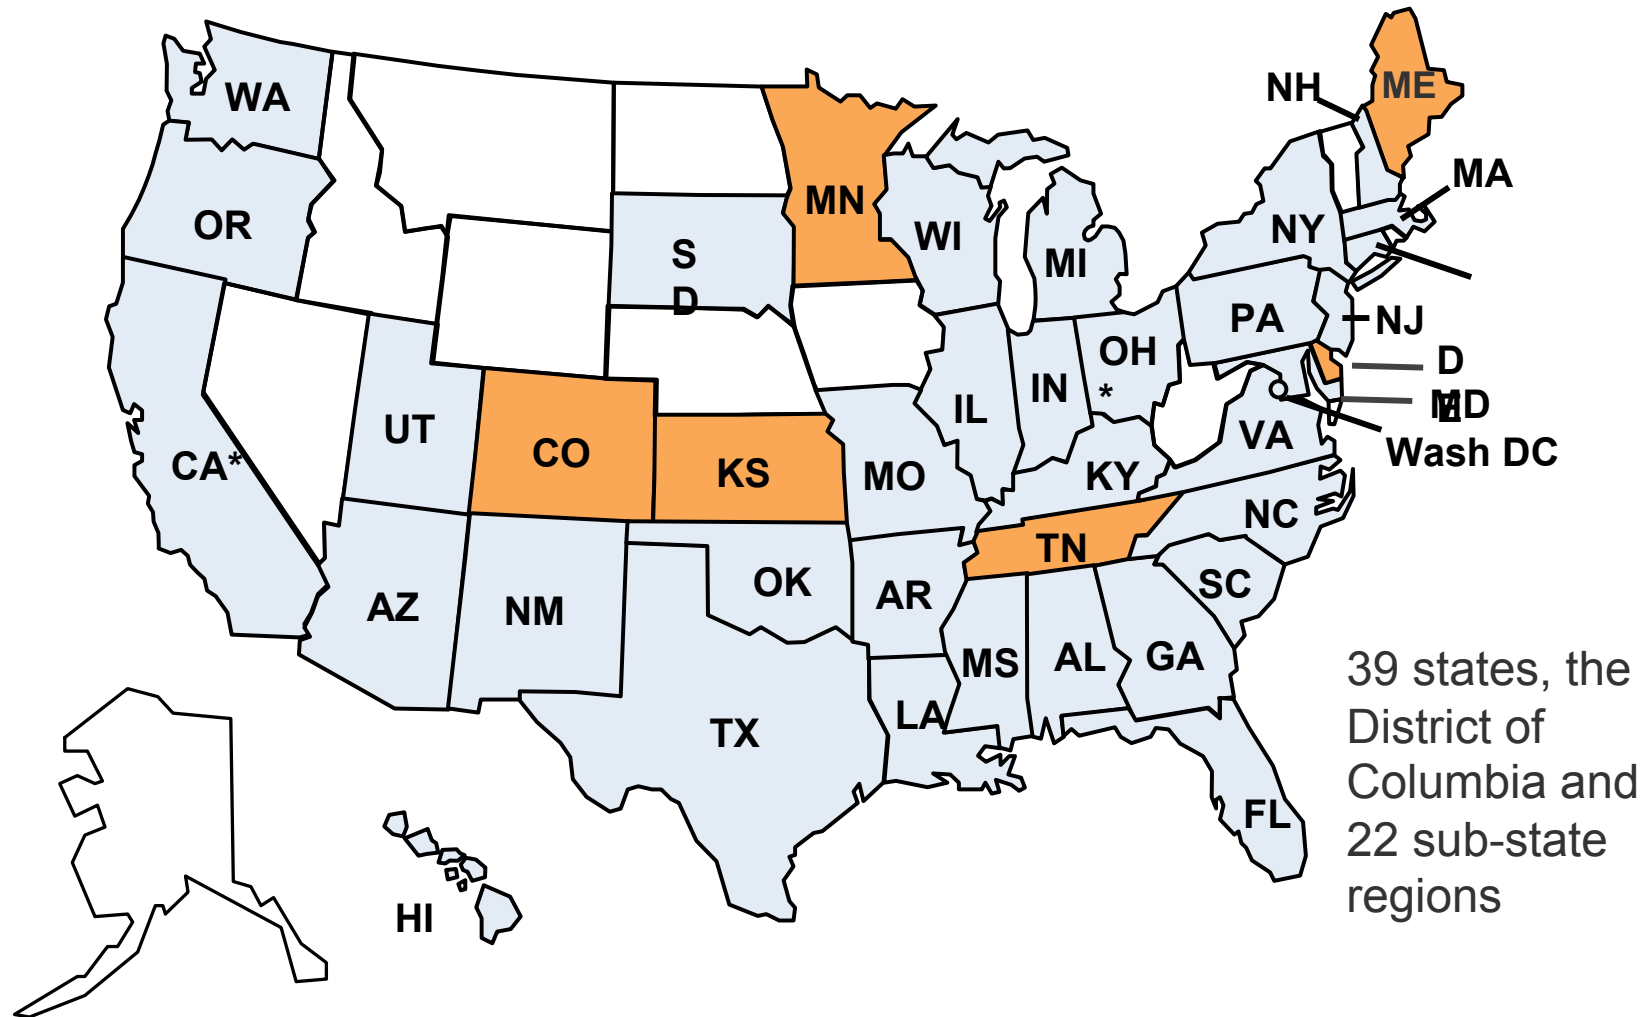 ME
NH
WA
MA
MN
OR
NY
WI
S
D
MI
PA
NJ
OH
*
D
E
IN
MD
IL
UT
VA
CO
Wash DC
CA*
KS
MO
KY
NC
TN
OK
SC
AR
AZ
NM
MS
AL
GA
LA
TX
FL
HI
39 states, the
District of
Columbia and
22 sub-state
regions